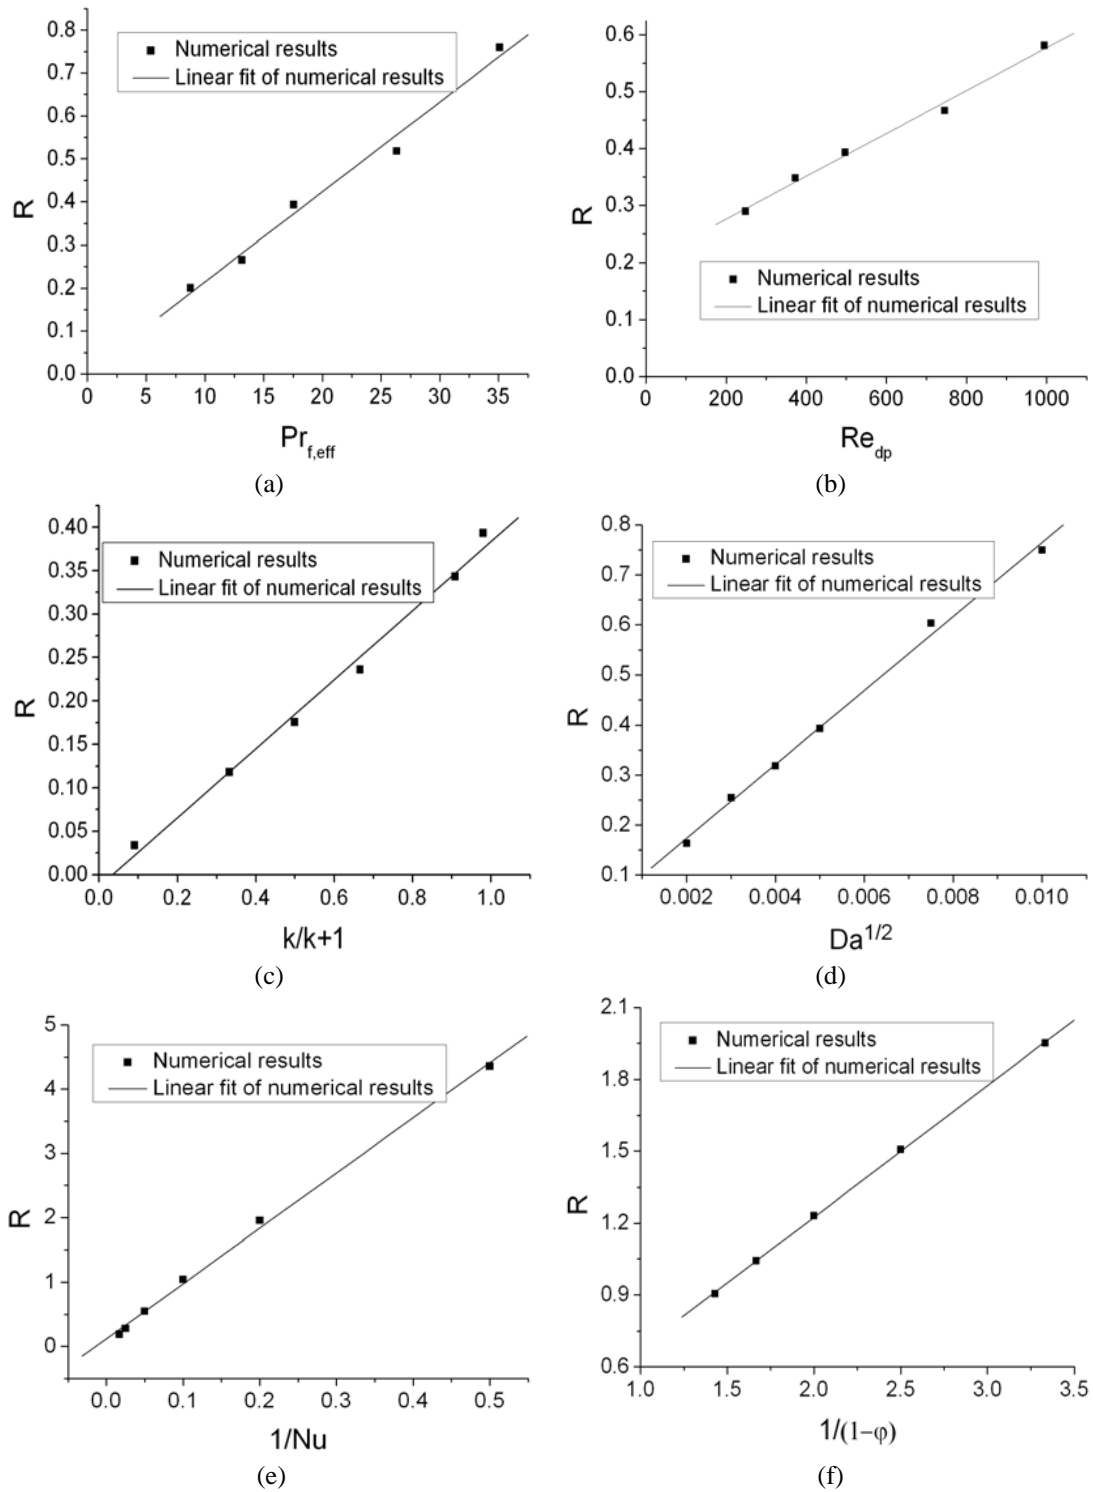 0.8
0.7
0.6
0.5
0.4
0.3
0.2
0.1
0.0
R
Numerical results
Linear fit of numerical results
0 5 10 15 20 25 30 35
Pr f,eff
(a)
0.6
0.5
0.4
0.3
0.2
0.1
0.0
R
Numerical results
Linear fit of numerical results
0 200 400 600 800 1000
Re dp
(b)
0.40
0.35
0.30
0.25
0.20
0.15
0.10
0.05
0.00
R
Numerical results
Linear fit of numerical results
0.0 0.2 0.4 0.6 0.8 1.0
k/k+1
(c)
0.8
0.7
0.6
0.5
0.4
0.3
0.2
0.1
R
Numerical results
Linear fit of numerical results
0.002 0.004 0.006 0.008 0.010
Da1/2
(d)
5
4
3
2
1
0
R
Numerical results
Linear fit of numerical results
0.0 0.1 0.2 0.3 0.4 0.5
1/Nu
(e)
2.1
1.8
1.5
1.2
0.9
0.6
R
Numerical results
Linear fit of numerical results
1.0 1.5 2.0 2.5 3.0 3.5
1/(1−φ)
(f)